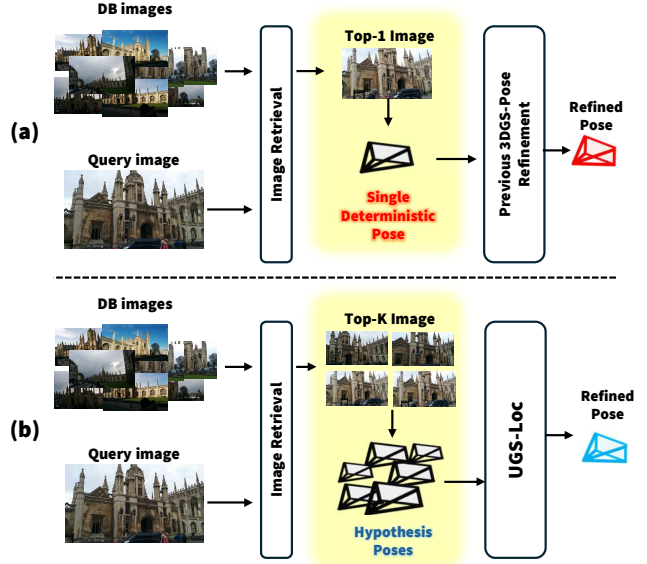 DB images
Top-1 Image
(a)
Query image
Image Retrieval
Single
Deterministic
Pose
Previous 3DGS-Pose
Refinement
Refined
Pose
DB images
Top-K Image
(b)
Query image
Image Retrieval
Hypothesis
Poses
UGS-Loc
Refined
Pose